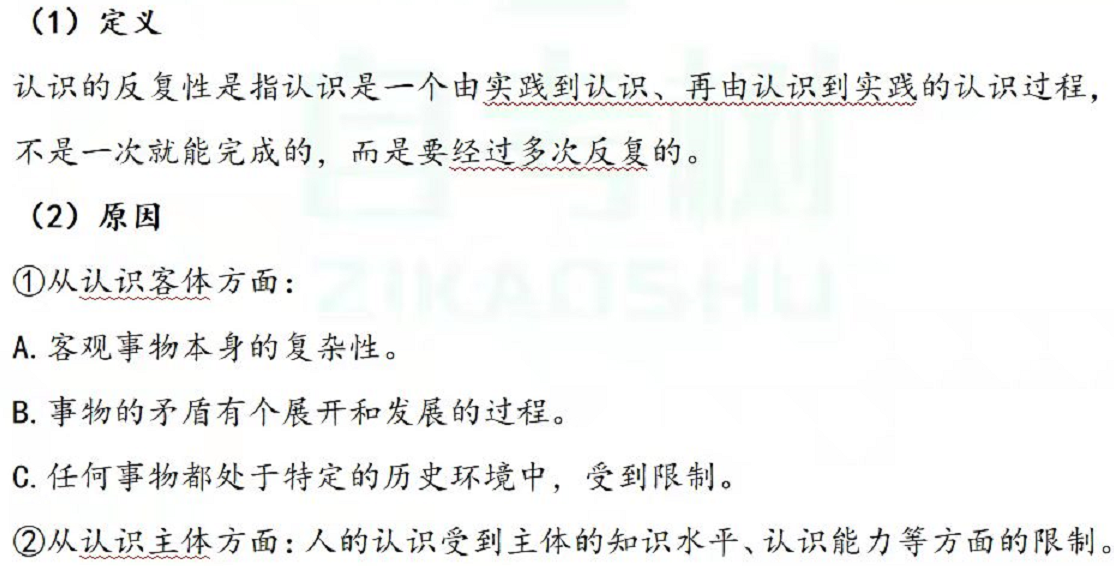 （1）定义
认识的反复性是指认识是一个由实践到认识、再由认识到实践的认识过程，
不是一次就能完成的，而是要经过多次反复的。
（2）原因
①从认识客体方面：
A.客观事物本身的复杂性。
B.事物的矛盾有个展开和发展的过程。
C.任何事物都处于特定的历史环境中，受到限制。
②从认识主体方面：人的认识受到主体的知识水平、认识能力等方面的限制。
自考树
ZIKAOSHU